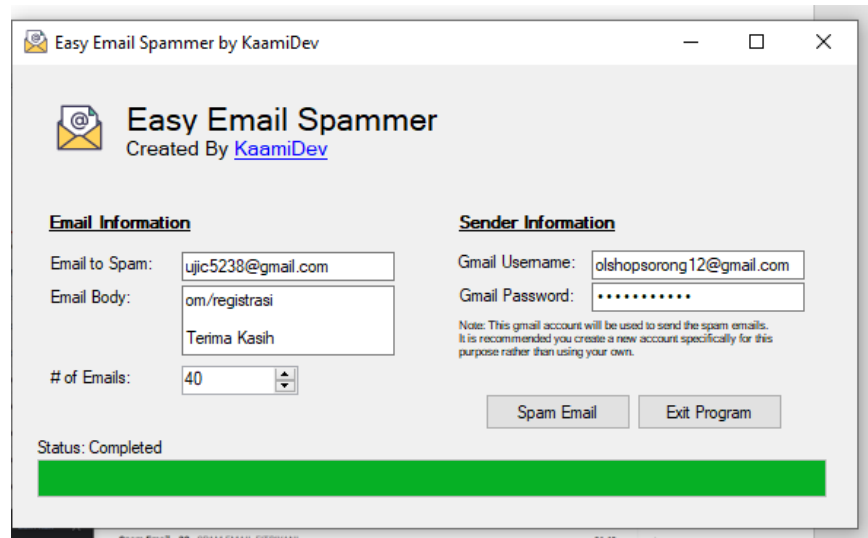 Easy Email Spammer by KaamiDev
Easy Email Spammer
Created By KaamiDev
Email Information
Email to Spam: ujic5238@gmail.com
Email Body: om/registrasi
Terima Kasih
# of Emails: 40
Sender Information
Gmail Username: olshopsorong12@gmail.com
Gmail Password: •••••••••••
Note: This gmail account will be used to send the spam emails.
It is recommended you create a new account specifically for this
purpose rather than using your own.
Spam Email
Exit Program
Status: Completed